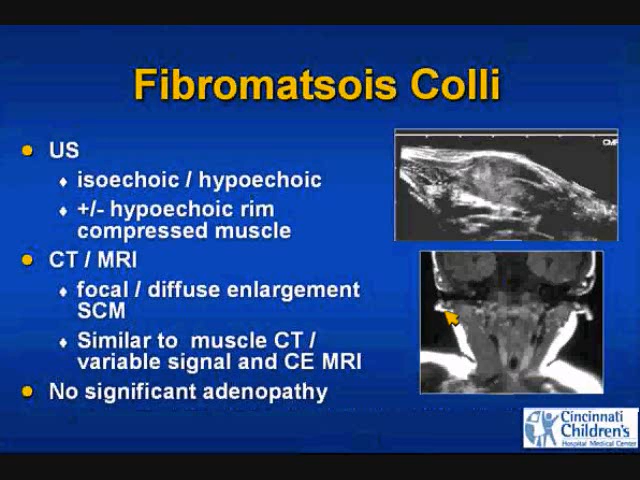 Fibromatsois Colli
US
isoechoic / hypoechoic
+/- hypoechoic rim
compressed muscle
CT / MRI
focal / diffuse enlargement
SCM
Similar to muscle CT /
variable signal and CE MRI
No significant adenopathy
Cincinnati
Children's
Hospital Medical Center